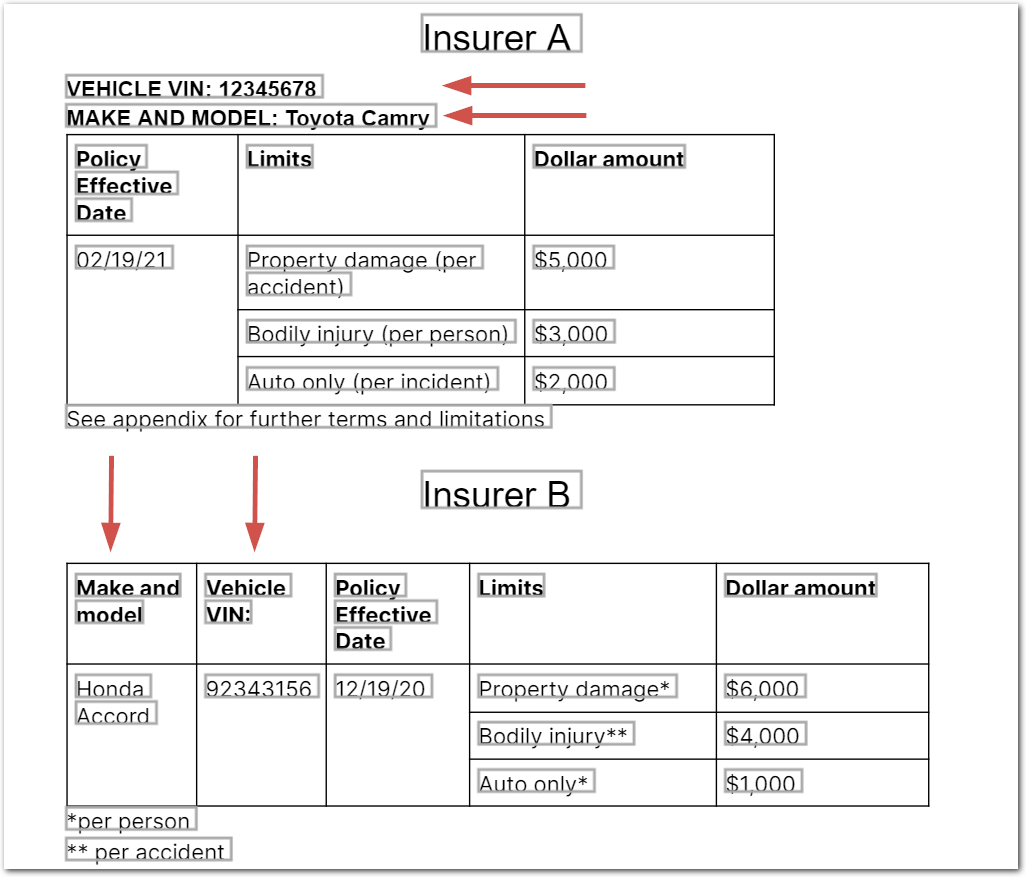 Insurer A
VEHICLE VIN: 12345678
MAKE AND MODEL: Toyota Camry
Policy
Effective
Date
Limits
Dollar amount
02/19/21
Property damage (per
accident)
$5,000
Bodily injury (per person)
$3,000
Auto only (per incident)
$2,000
See appendix for further terms and limitations
Insurer B
Make and
model
Vehicle
VIN:
Policy
Effective
Date
Limits
Dollar amount
Honda
Accord
92343156
12/19/20
Property damage*
$6,000
Bodily injury**
$4,000
Auto only*
$1,000
*per person
** per accident